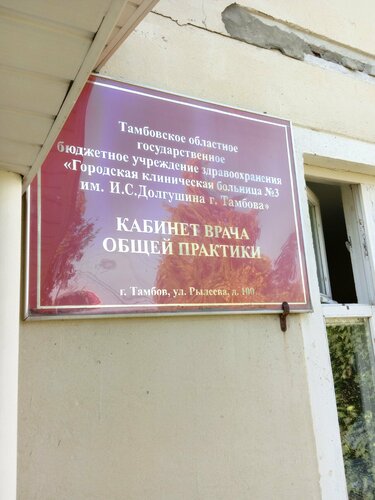 Тамбовское областное
государственное
бюджетное учреждение здравоохранения
«Городская клиническая больница №3
им. И.С.Долгушина г. Тамбова»
КАБИНЕТ ВРАЧА
ОБЩЕЙ ПРАКТИКИ
г. Тамбов, ул. Рылеева, д. 100